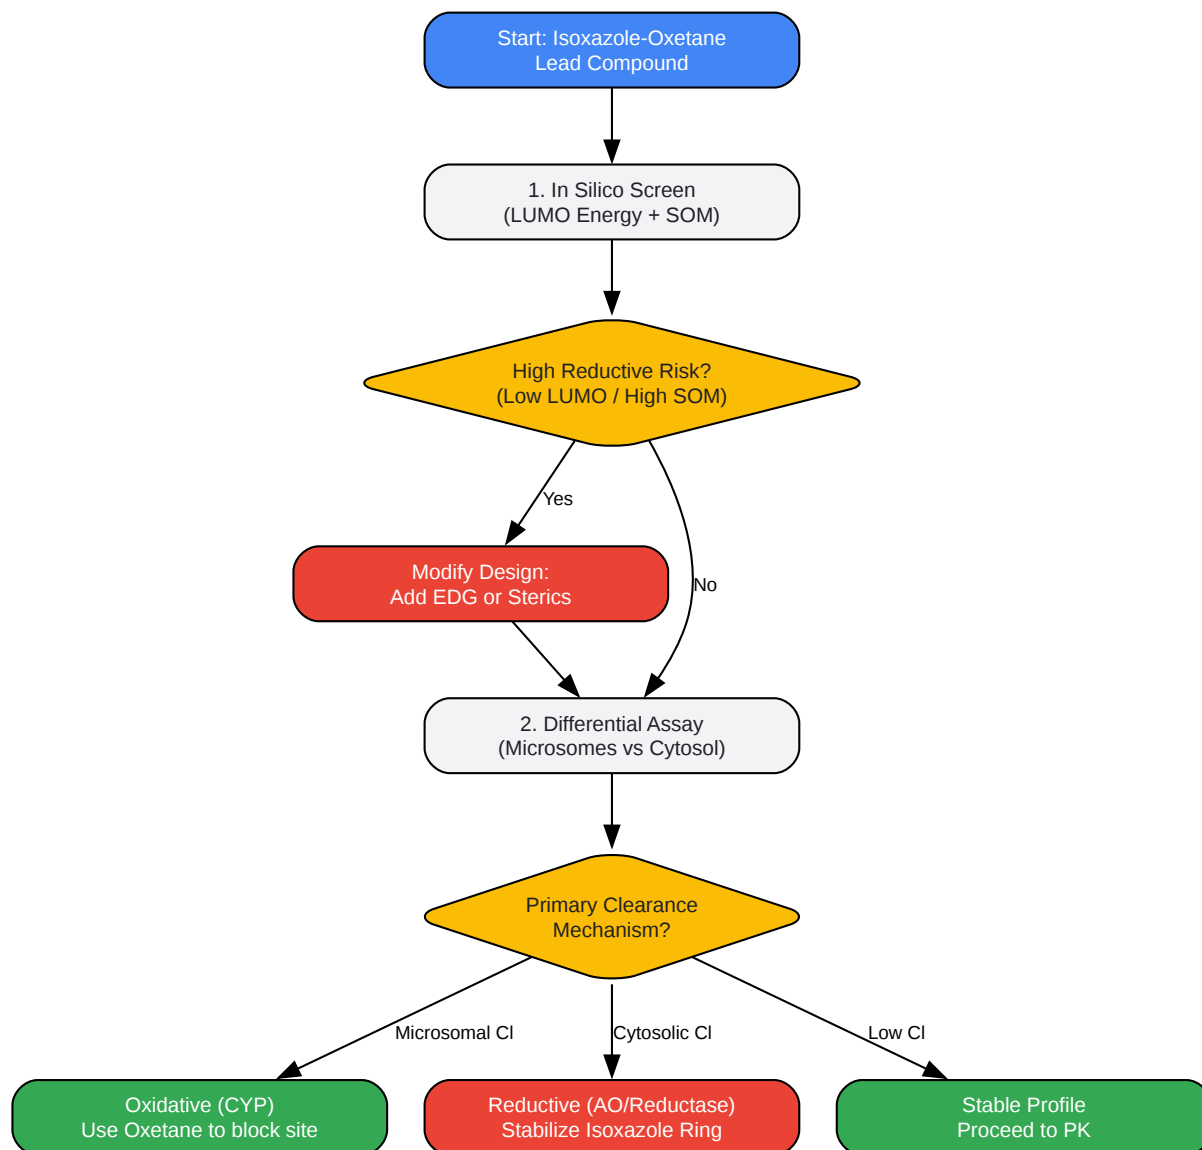 Start: Isoxazole-Oxetane
Lead Compound
1. In Silico Screen
(LUMO Energy + SOM)
High Reductive Risk?
(Low LUMO / High SOM)
Yes
No
Modify Design:
Add EDG or Sterics
2. Differential Assay
(Microsomes vs Cytosol)
Primary Clearance
Mechanism?
Microsomal Cl
Cytosolic Cl
Low Cl
Oxidative (CYP)
Use Oxetane to block site
Reductive (AO/Reductase)
Stabilize Isoxazole Ring
Stable Profile
Proceed to PK